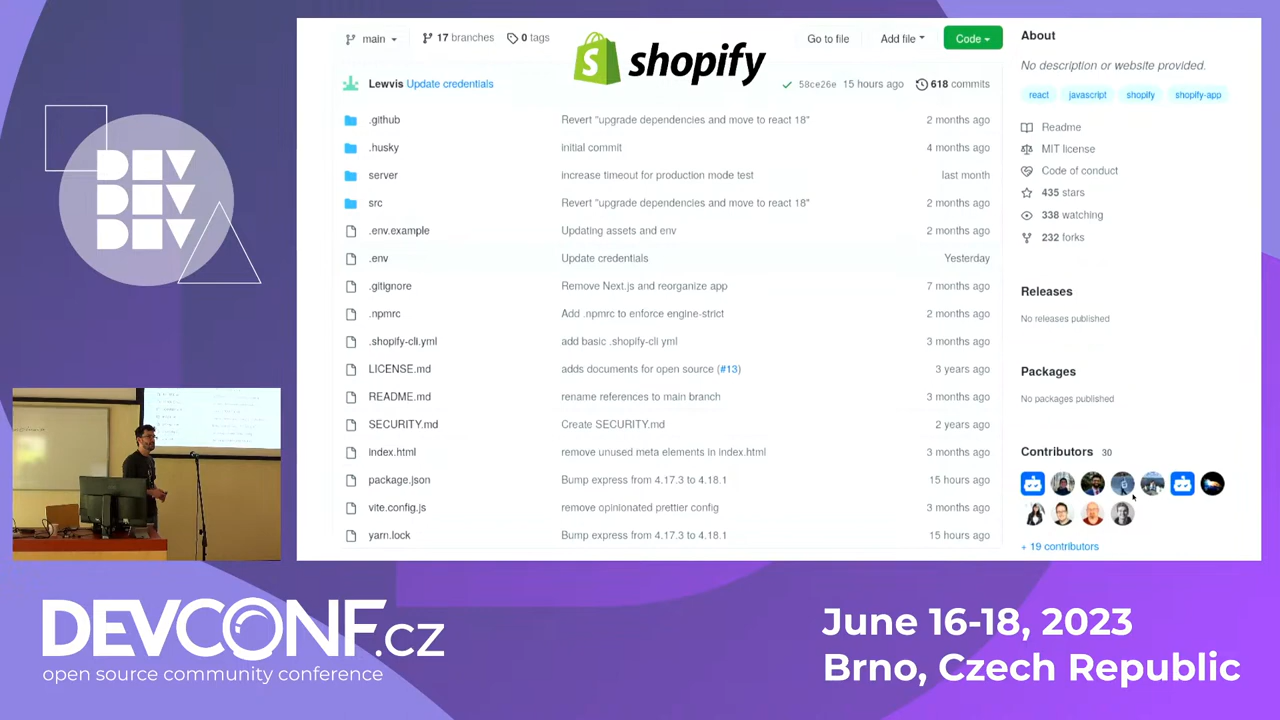 main 17 branches 0 tags shopify Go to file Add file Code
Lewvis Update credentials 58ce26e 15 hours ago 618 commits
.github Revert "upgrade dependencies and move to react 18" 2 months ago
.husky initial commit 4 months ago
server increase timeout for production mode test last month
src Revert "upgrade dependencies and move to react 18" 2 months ago
.env.example Updating assets and env 2 months ago
.env Update credentials Yesterday
.gitignore Remove Next.js and reorganize app 7 months ago
.npmrc Add .npmrc to enforce engine-strict 2 months ago
.shopify-cli.yml add basic .shopify-cli yml 3 months ago
LICENSE.md adds documents for open source (#13) 3 years ago
README.md rename references to main branch 3 months ago
SECURITY.md Create SECURITY.md 2 years ago
index.html remove unused meta elements in index.html 3 months ago
package.json Bump express from 4.17.3 to 4.18.1 15 hours ago
vite.config.js remove opinionated prettier config 3 months ago
yarn.lock Bump express from 4.17.3 to 4.18.1 15 hours ago
About
No description or website provided.
react javascript shopify shopify-app
Readme
MIT license
Code of conduct
435 stars
338 watching
232 forks
Releases
No releases published
Packages
No packages published
Contributors 30
+ 19 contributors
DEV
DEV
DEV
DEVCONF.cz
open source community conference
June 16-18, 2023
Brno, Czech Republic